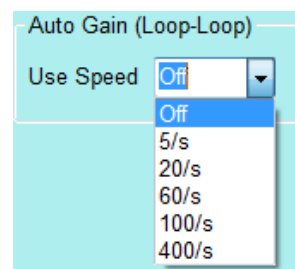 Auto Gain (Loop-Loop)
Use Speed Off
Off
5/s
20/s
60/s
100/s
400/s